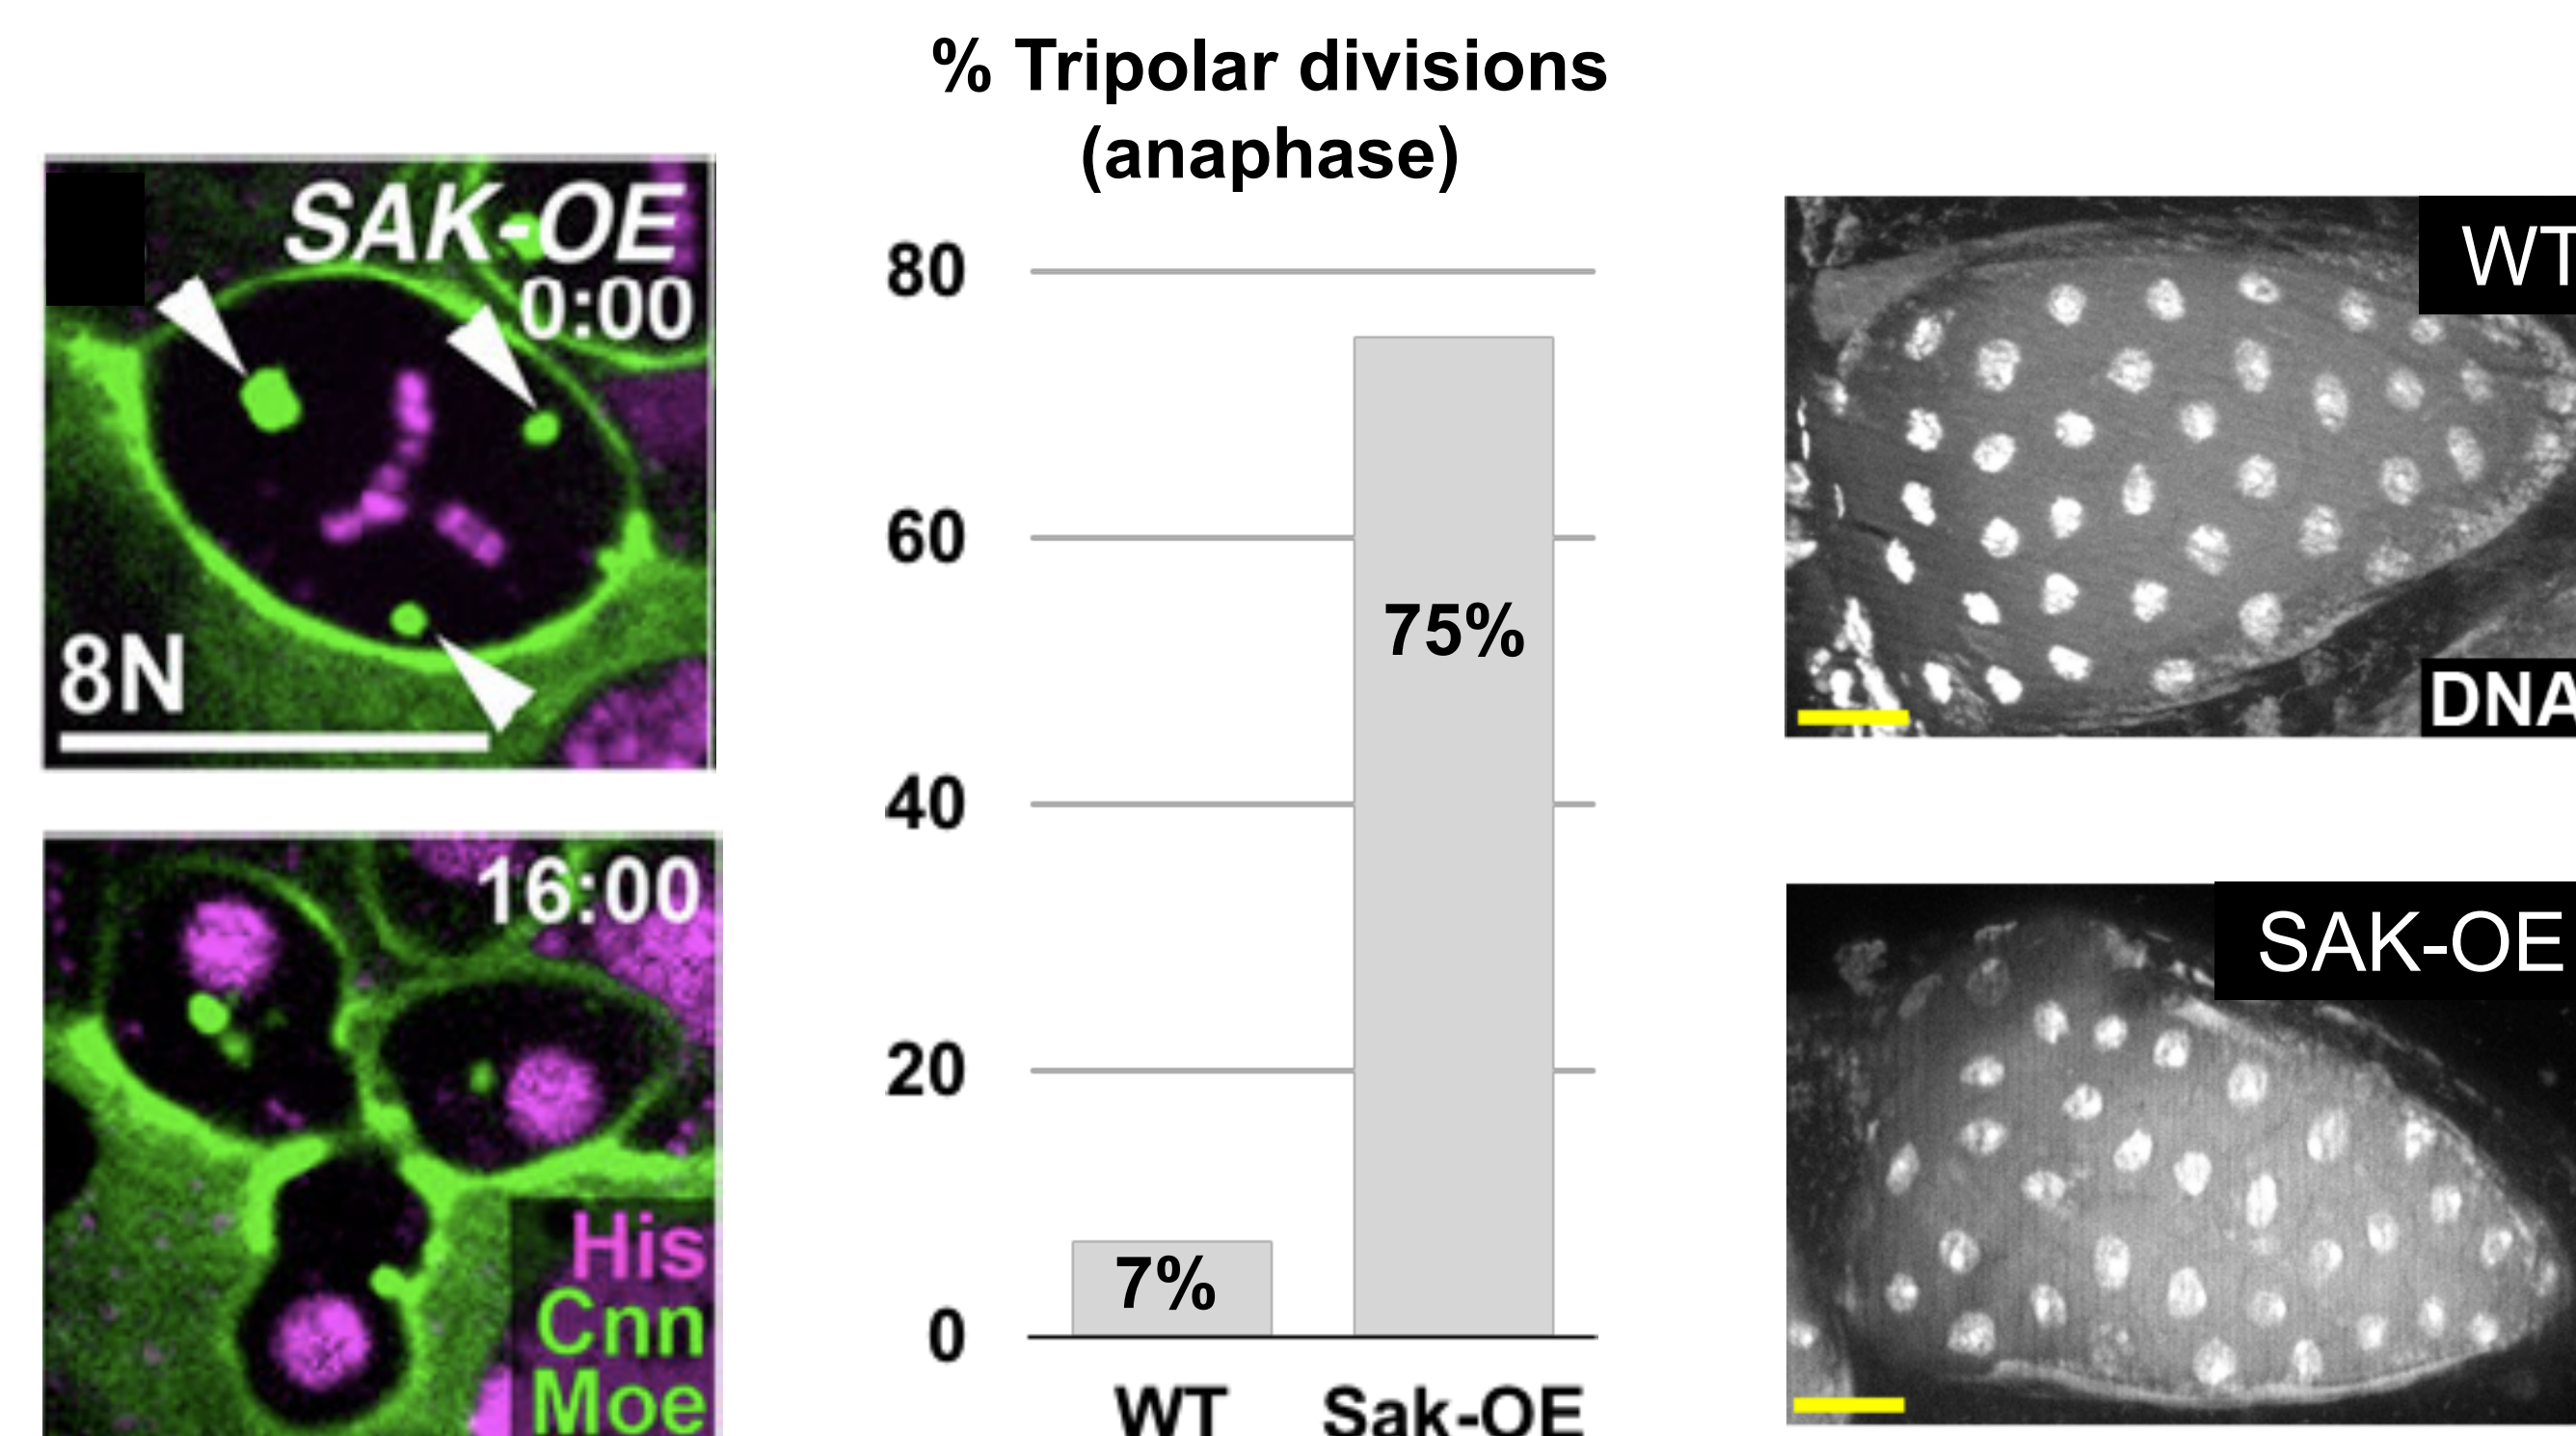 SAK-OE
0:00
8N
16:00
His
Cnn
Moe
% Tripolar divisions
(anaphase)
80
60
40
20
0
75%
7%
WT
Sak-OE
WT
DNA
SAK-OE